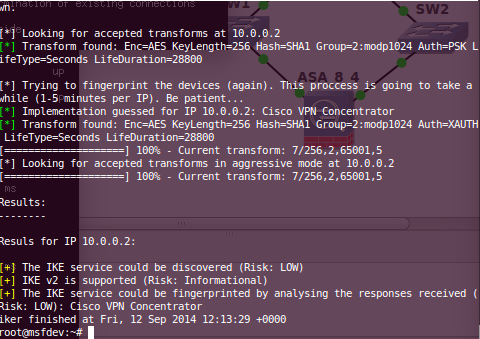 ination of existing connections
wn.
SW1
SW2
side
[*] Looking for accepted transforms at 10.0.0.2
[*] Transform found: Enc=AES KeyLength=256 Hash=SHA1 Group=2:modp1024 Auth=PSK L
ifeType=Seconds LifeDuration=28800
up
ASA_8_4
[*] Trying to fingerprint the devices (again). This proccess is going to take a
while (1-5 minutes per IP). Be patient...
[*] Implementation guessed for IP 10.0.0.2: Cisco VPN Concentrator
[*] Transform found: Enc=AES KeyLength=256 Hash=SHA1 Group=2:modp1024 Auth=XAUTH
LifeType=Seconds LifeDuration=28800
[====================] 100% - Current transform: 7/256,2,65001,5
[*] Looking for accepted transforms in aggressive mode at 10.0.0.2
[====================] 100% - Current transform: 7/256,2,65001,5
ms
Results:
--------
Resuls for IP 10.0.0.2:
[+] The IKE service could be discovered (Risk: LOW)
[+] IKE v2 is supported (Risk: Informational)
[+] The IKE service could be fingerprinted by analysing the responses received (
Risk: LOW): Cisco VPN Concentrator
iker finished at Fri, 12 Sep 2014 12:13:29 +0000
root@msfdev:~#